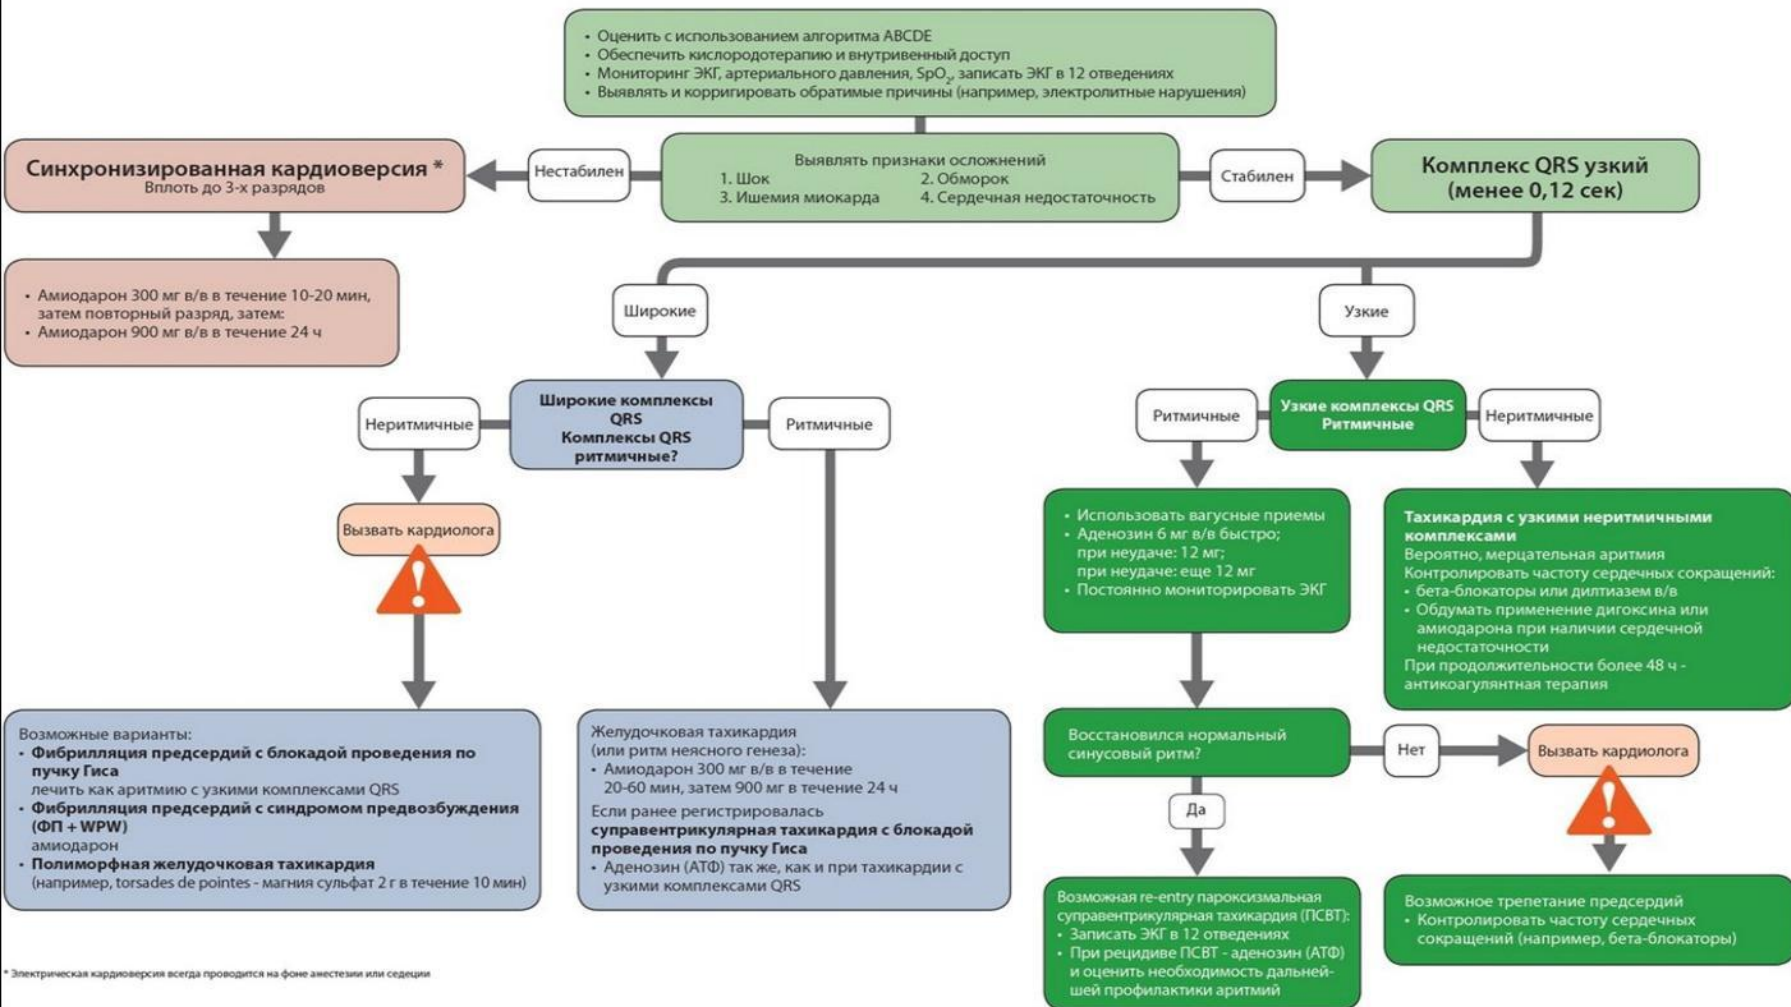 • Оценить с использованием алгоритма ABCDE
• Обеспечить кислородотерапию и внутривенный доступ
• Мониторинг ЭКГ, артериального давления, SpO₂, записать ЭКГ в 12 отведениях
• Выявлять и корригировать обратимые причины (например, электролитные нарушения)
Синхронизированная кардиоверсия *
Вплоть до 3-х разрядов
Нестабилен
Выявлять признаки осложнений
1. Шок 2. Обморок
3. Ишемия миокарда 4. Сердечная недостаточность
Стабилен
Комплекс QRS узкий
(менее 0,12 сек)
• Амиодарон 300 мг в/в в течение 10-20 мин,
затем повторный разряд, затем:
• Амиодарон 900 мг в/в в течение 24 ч
Широкие
Узкие
Неритмичные
Широкие комплексы
QRS
Комплексы QRS
ритмичные?
Ритмичные
Ритмичные
Узкие комплексы QRS
Ритмичные
Неритмичные
Вызвать кардиолога
!
• Использовать вагусные приемы
• Аденозин 6 мг в/в быстро;
при неудаче: 12 мг;
при неудаче: еще 12 мг
• Постоянно мониторировать ЭКГ
Тахикардия с узкими неритмичными
комплексами
Вероятно, мерцательная аритмия
Контролировать частоту сердечных сокращений:
• бета-блокаторы или дилтиазем в/в
• Обдумать применение дигоксина или
амиодарона при наличии сердечной
недостаточности
При продолжительности более 48 ч -
антикоагулянтная терапия
Возможные варианты:
• Фибрилляция предсердий с блокадой проведения по
пучку Гиса
лечить как аритмию с узкими комплексами QRS
• Фибрилляция предсердий с синдромом предвозбуждения
(ФП + WPW)
амиодарон
• Полиморфная желудочковая тахикардия
(например, torsades de pointes - магния сульфат 2 г в течение 10 мин)
Желудочковая тахикардия
(или ритм неясного генеза):
• Амиодарон 300 мг в/в в течение
20-60 мин, затем 900 мг в течение 24 ч
Если ранее регистрировалась
суправентрикулярная тахикардия с блокадой
проведения по пучку Гиса
• Аденозин (АТФ) так же, как и при тахикардии с
узкими комплексами QRS
Восстановился нормальный
синусовый ритм?
Нет
Вызвать кардиолога
!
Да
Возможная re-entry пароксизмальная
суправентрикулярная тахикардия (ПСВТ):
• Записать ЭКГ в 12 отведениях
• При рецидиве ПСВТ - аденозин (АТФ)
и оценить необходимость дальней-
шей профилактики аритмий
Возможное трепетание предсердий
• Контролировать частоту сердечных
сокращений (например, бета-блокаторы)
* Электрическая кардиоверсия всегда проводится на фоне анестезии или седеции